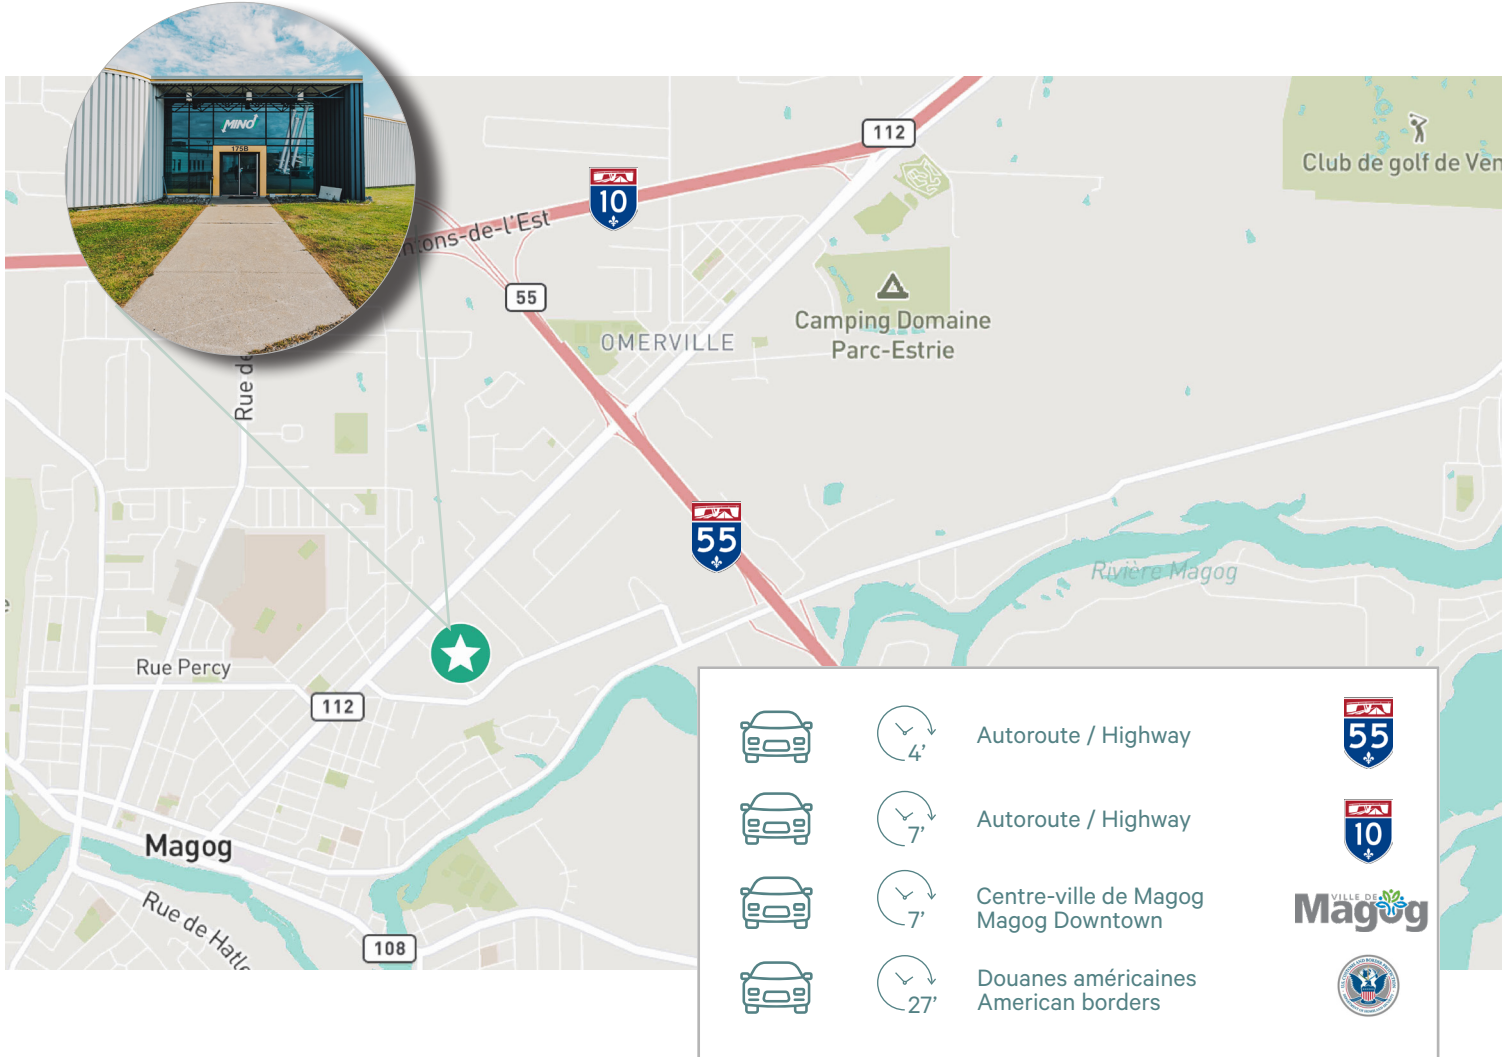 MINO
175B
112
10
Club de golf de Ven
ons-de-l'Est
55
OMERVILLE
Camping Domaine
Parc-Estrie
Rue de
55
Rivière Magog
Rue Percy
112
Magog
Rue de Hatle
108
4' Autoroute / Highway 55
7' Autoroute / Highway 10
7' Centre-ville de Magog
Magog Downtown
VILLE DE
Magog
27' Douanes américaines
American borders